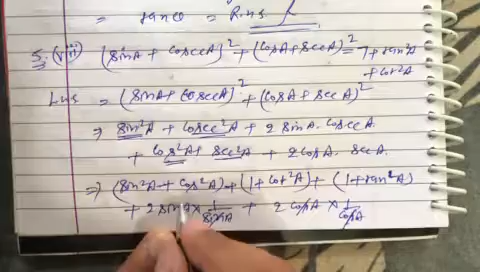 = tanθ = R.H.S
5. (viii) (sinA + cosecA)² + (cosA + secA)² = 7 + tan²A
+ cot²A
LHS = (sinA + cosecA)² + (cosA + secA)²
⇒ sin²A + cosec²A + 2 sinA. cosecA.
+ cos²A + sec²A + 2cosA. secA.
⇒ (sin²A + cos²A) + (1 + cot²A) + (1 + tan²A)
+ 2 sinA × 1/sinA + 2 cosA × 1/cosA